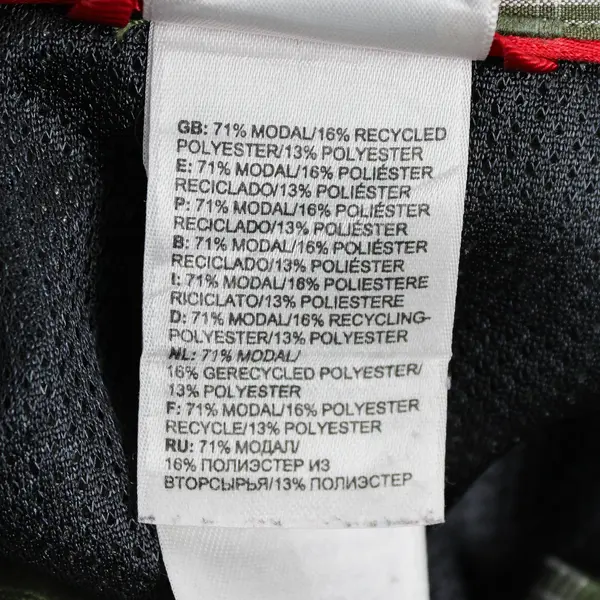 GB: 71% MODAL/16% RECYCLED
POLYESTER/13% POLYESTER
E: 71% MODAL/16% POLIÉSTER
RECICLADO/13% POLIÉSTER
P: 71% MODAL/16% POLIÉSTER
RECICLADO/13% POLIÉSTER
B: 71% MODAL/16% POLIÉSTER
RECICLADO/13% POLIÉSTER
I: 71% MODAL/16% POLIESTERE
RICICLATO/13% POLIESTERE
D: 71% MODAL/16% RECYCLING-
POLYESTER/13% POLYESTER
NL: 71% MODAL/
16% GERECYCLED POLYESTER/
13% POLYESTER
F: 71% MODAL/16% POLYESTER
RECYCLE/13% POLYESTER
RU: 71% МОДАЛ/
16% ПОЛИЭСТЕР ИЗ
ВТОРСЫРЬЯ/13% ПОЛИЭСТЕР